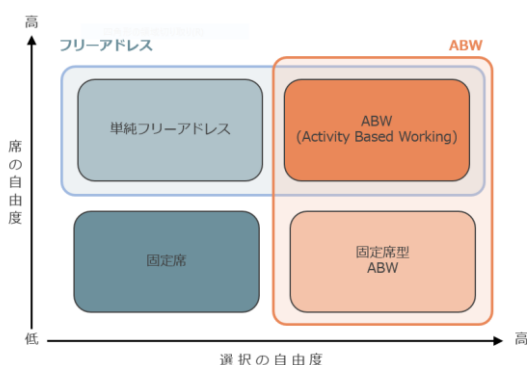 高
フリーアドレス
ABW
単純フリーアドレス
ABW
(Activity Based Working)
席の自由度
固定席
固定席型
ABW
低
高
選択の自由度